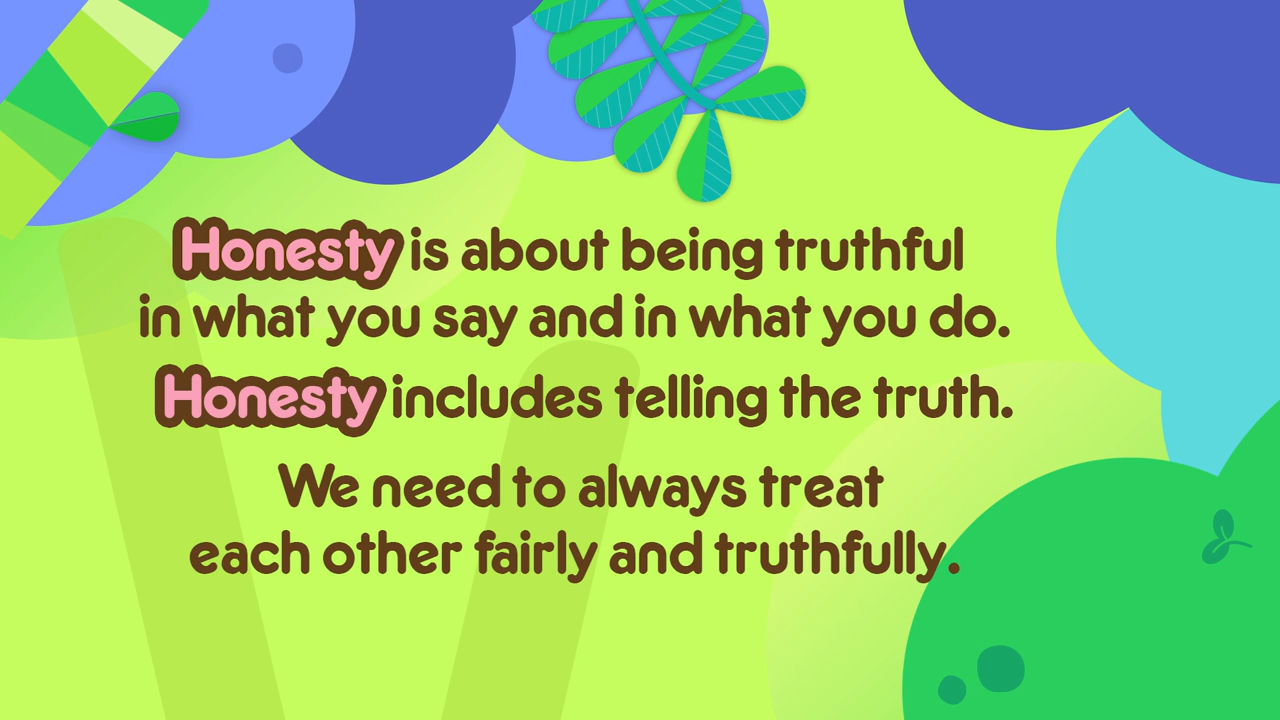 Honesty is about being truthful
in what you say and in what you do.
Honesty includes telling the truth.
We need to always treat
each other fairly and truthfully.